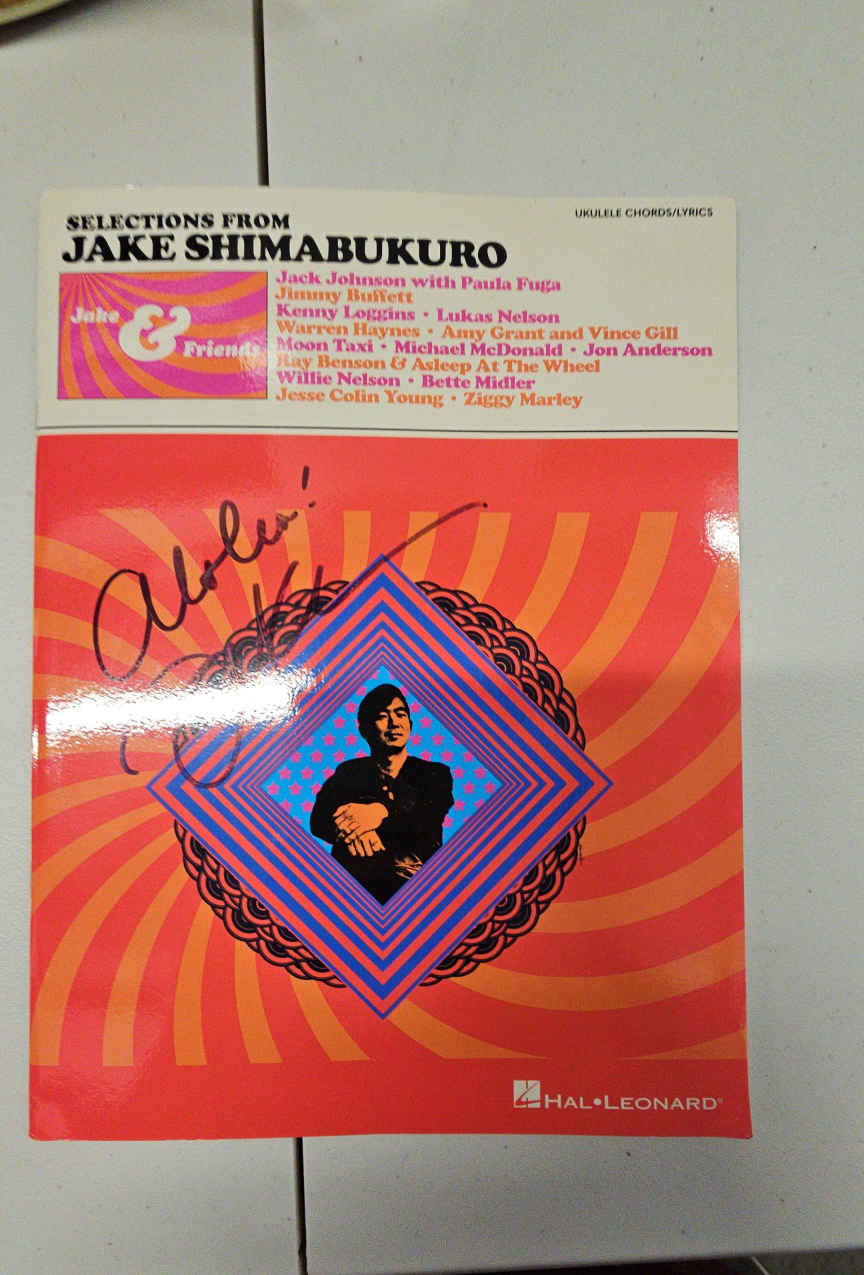 SELECTIONS FROM
UKULELE CHORDS/LYRICS
JAKE SHIMABUKURO
Jake & Friends
Jack Johnson with Paula Fuga
Jimmy Buffett
Kenny Loggins • Lukas Nelson
Warren Haynes • Amy Grant and Vince Gill
Moon Taxi • Michael McDonald • Jon Anderson
Ray Benson & Asleep At The Wheel
Willie Nelson • Bette Midler
Jesse Colin Young • Ziggy Marley
Aloha!
HAL•LEONARD®